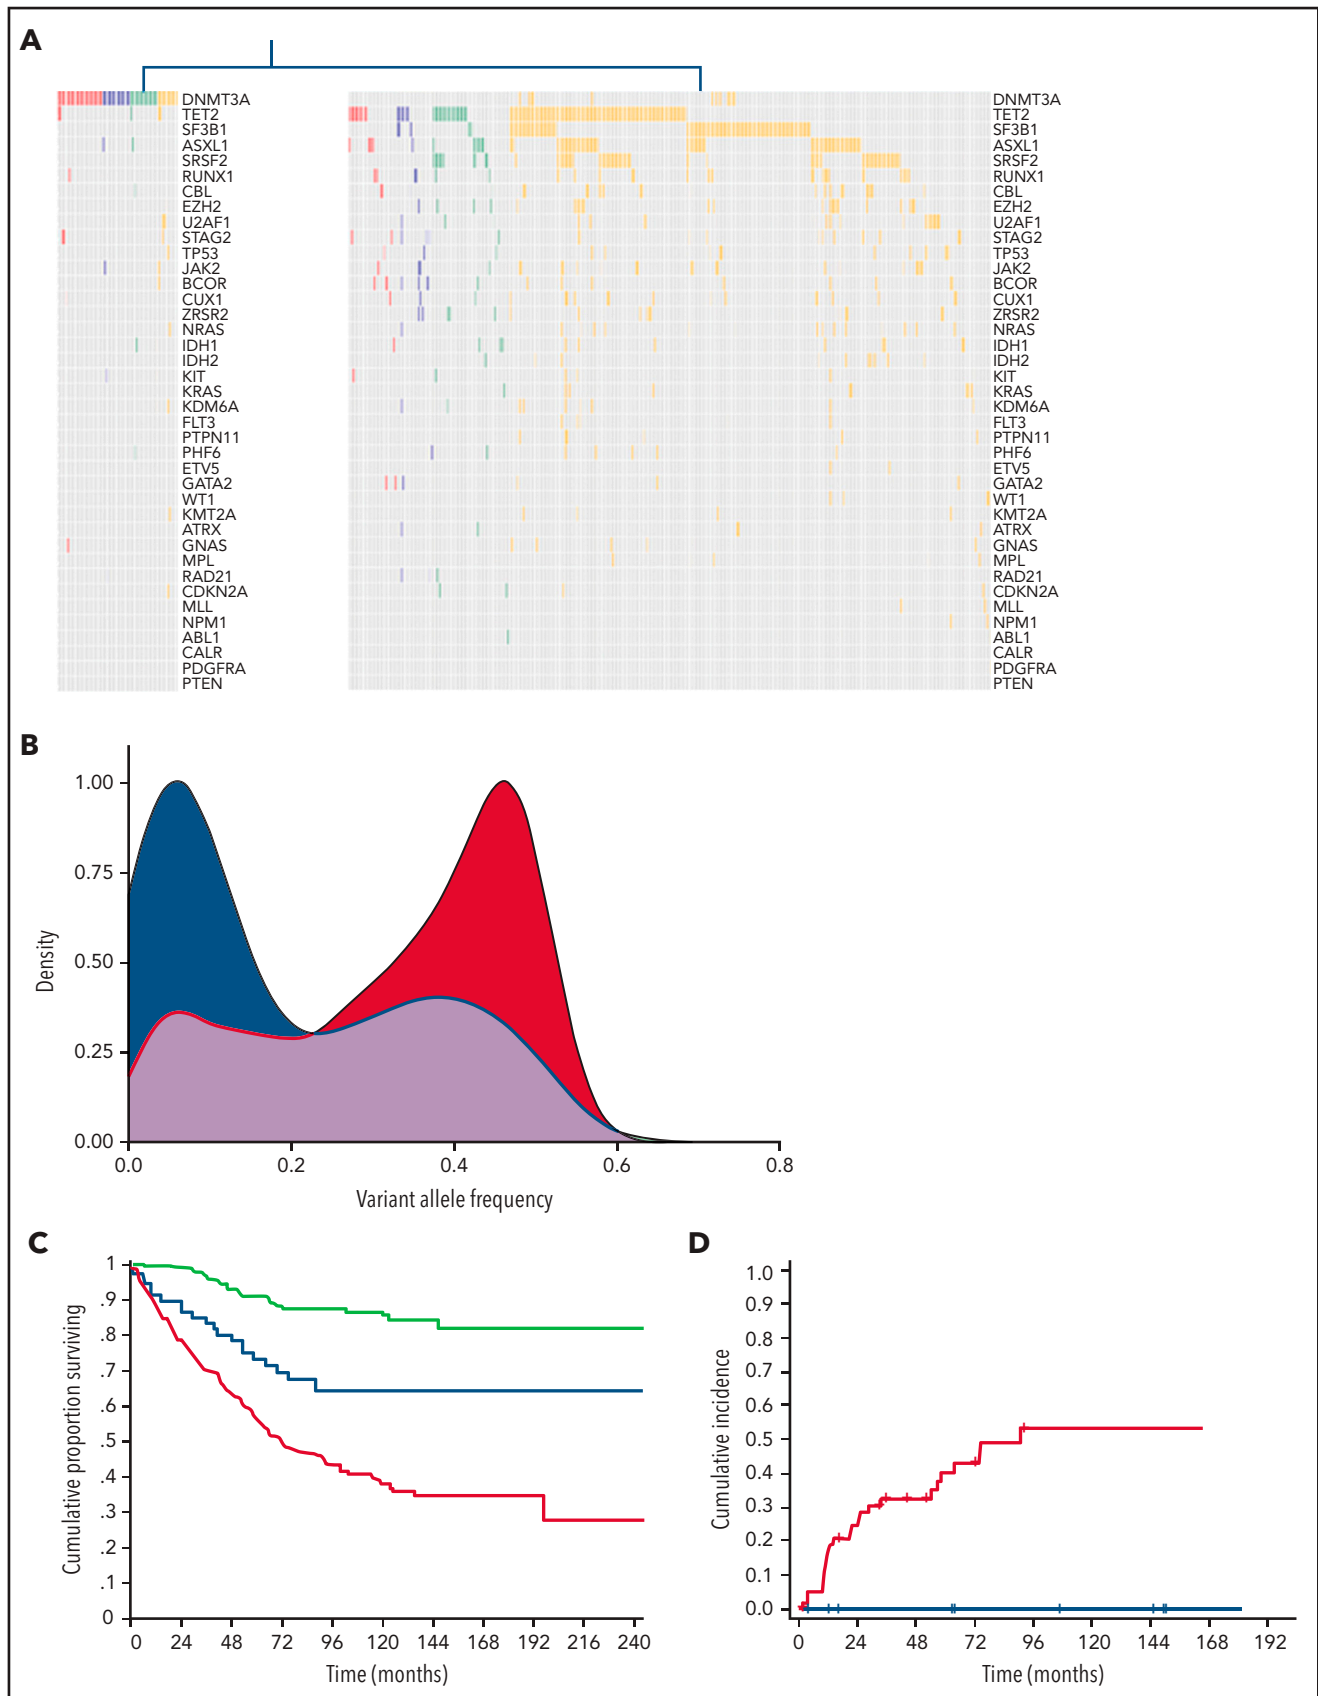 A
DNMT3A DNMT3A
TET2 TET2
SF3B1 SF3B1
ASXL1 ASXL1
SRSF2 SRSF2
RUNX1 RUNX1
CBL CBL
EZH2 EZH2
U2AF1 U2AF1
STAG2 STAG2
TP53 TP53
JAK2 JAK2
BCOR BCOR
CUX1 CUX1
ZRSR2 ZRSR2
NRAS NRAS
IDH1 IDH1
IDH2 IDH2
KIT KIT
KRAS KRAS
KDM6A KDM6A
FLT3 FLT3
PTPN11 PTPN11
PHF6 PHF6
ETV5 ETV5
GATA2 GATA2
WT1 WT1
KMT2A KMT2A
ATRX ATRX
GNAS GNAS
MPL MPL
RAD21 RAD21
CDKN2A CDKN2A
MLL MLL
NPM1 NPM1
ABL1 ABL1
CALR CALR
PDGFRA PDGFRA
PTEN PTEN
B
Density
1.00
0.75
0.50
0.25
0.00
0.0 0.2 0.4 0.6 0.8
Variant allele frequency
C
Cumulative proportion surviving
1
.9
.8
.7
.6
.5
.4
.3
.2
.1
0
0 24 48 72 96 120 144 168 192 216 240
Time (months)
D
Cumulative incidence
1.0
0.9
0.8
0.7
0.6
0.5
0.4
0.3
0.2
0.1
0.0
0 24 48 72 96 120 144 168 192
Time (months)